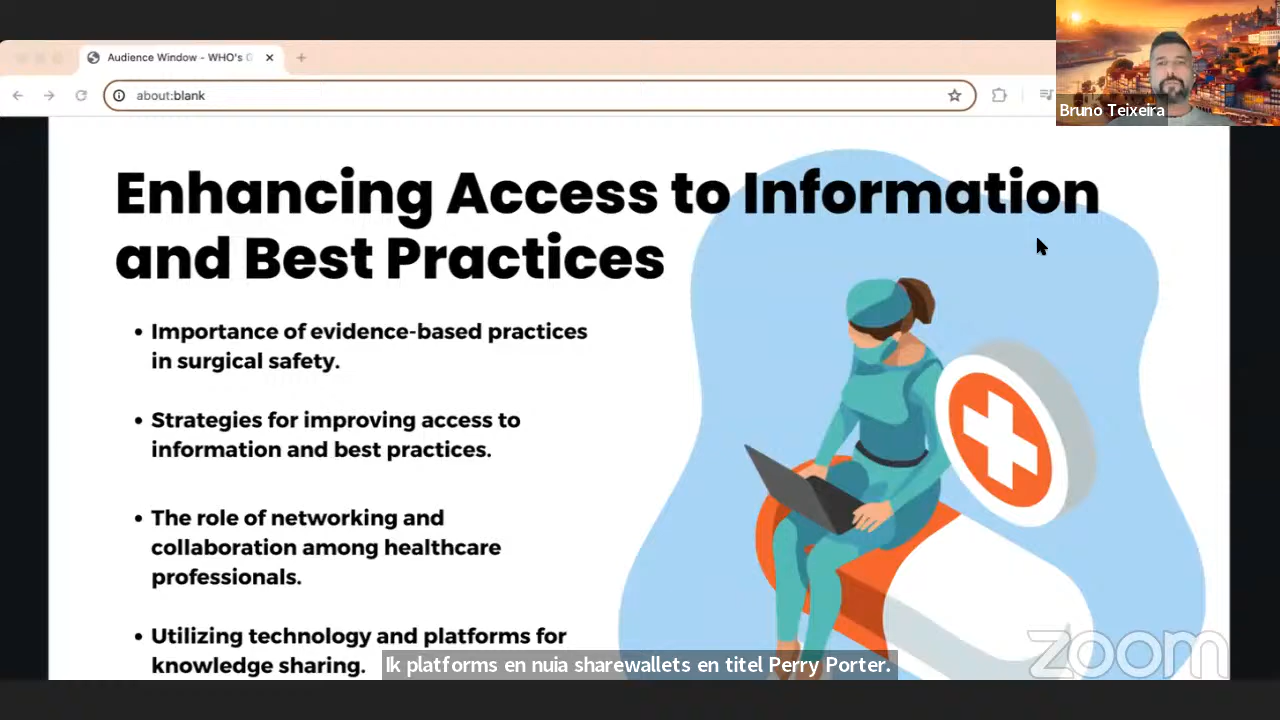 Audience Window - WHO's G
about:blank
Bruno Teixeira
Enhancing Access to Information
and Best Practices
• Importance of evidence-based practices
in surgical safety.
• Strategies for improving access to
information and best practices.
• The role of networking and
collaboration among healthcare
professionals.
• Utilizing technology and platforms for
knowledge sharing.
Ik platforms en nuia sharewallets en titel Perry Porter.
zoom